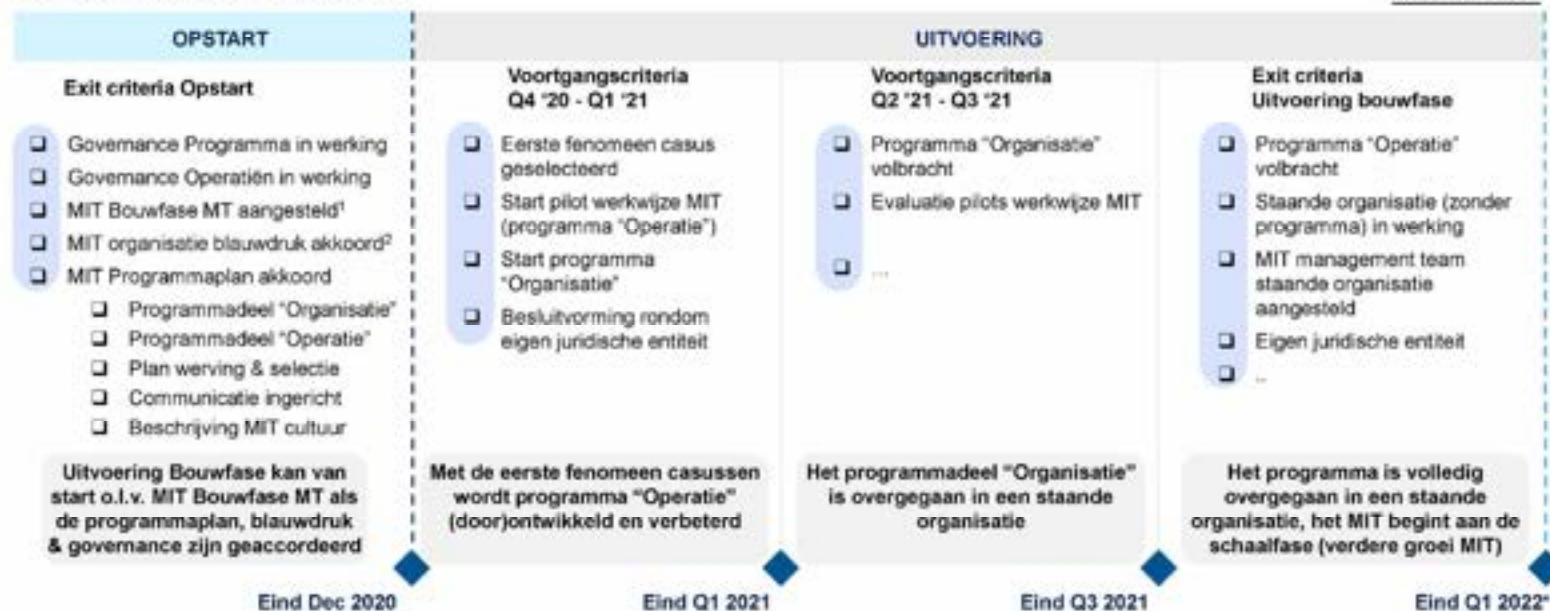 OPSTART
UITVOERING
Exit criteria Opstart
❑ Governance Programma in werking
❑ Governance Operatiën in werking
❑ MIT Bouwfase MT aangesteld¹
❑ MIT organisatie blauwdruk akkoord²
❑ MIT Programmaplan akkoord
❑ Programmadeel “Organisatie”
❑ Programmadeel “Operatie”
❑ Plan werving & selectie
❑ Communicatie ingericht
❑ Beschrijving MIT cultuur
Uitvoering Bouwfase kan van
start o.l.v. MIT Bouwfase MT als
de programmaplan, blauwdruk
& governance zijn geaccordeerd
Eind Dec 2020
Voortgangscriteria
Q4 ’20 - Q1 ’21
❑ Eerste fenomeen casus
geselecteerd
❑ Start pilot werkwijze MIT
(programma “Operatie”)
❑ Start programma
“Organisatie”
❑ Besluitvorming rondom
eigen juridische entiteit
Met de eerste fenomeen casussen
wordt programma “Operatie”
(door)ontwikkeld en verbeterd
Eind Q1 2021
Voortgangscriteria
Q2 ’21 - Q3 ’21
❑ Programma “Organisatie”
volbracht
❑ Evaluatie pilots werkwijze MIT
❑ ...
Het programmadeel “Organisatie”
is overgegaan in een staande
organisatie
Eind Q3 2021
Exit criteria
Uitvoering bouwfase
❑ Programma “Operatie”
volbracht
❑ Staande organisatie (zonder
programma) in werking
❑ MIT management team
staande organisatie
aangesteld
❑ Eigen juridische entiteit
❑ ..
Het programma is volledig
overgegaan in een staande
organisatie, het MIT begint aan de
schaalfase (verdere groei MIT)
Eind Q1 2022